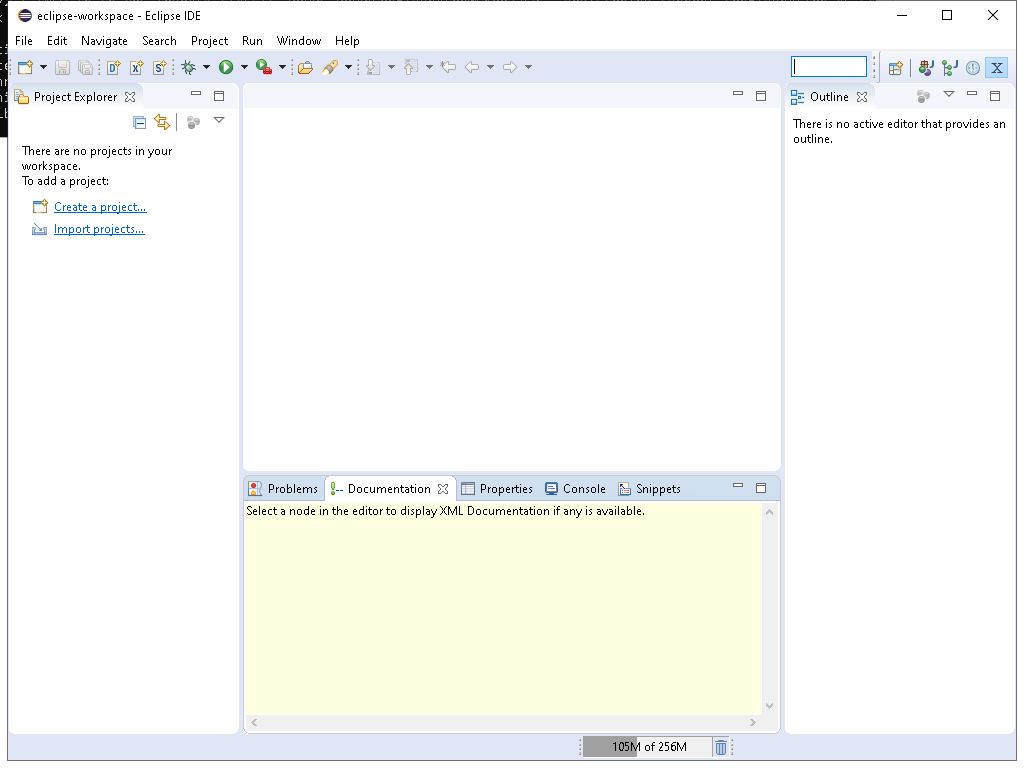 eclipse-workspace - Eclipse IDE
File Edit Navigate Search Project Run Window Help
Project Explorer
There are no projects in your
workspace.
To add a project:
Create a project...
Import projects...
Outline
There is no active editor that provides an
outline.
Problems Documentation Properties Console Snippets
Select a node in the editor to display XML Documentation if any is available.
105M of 256M